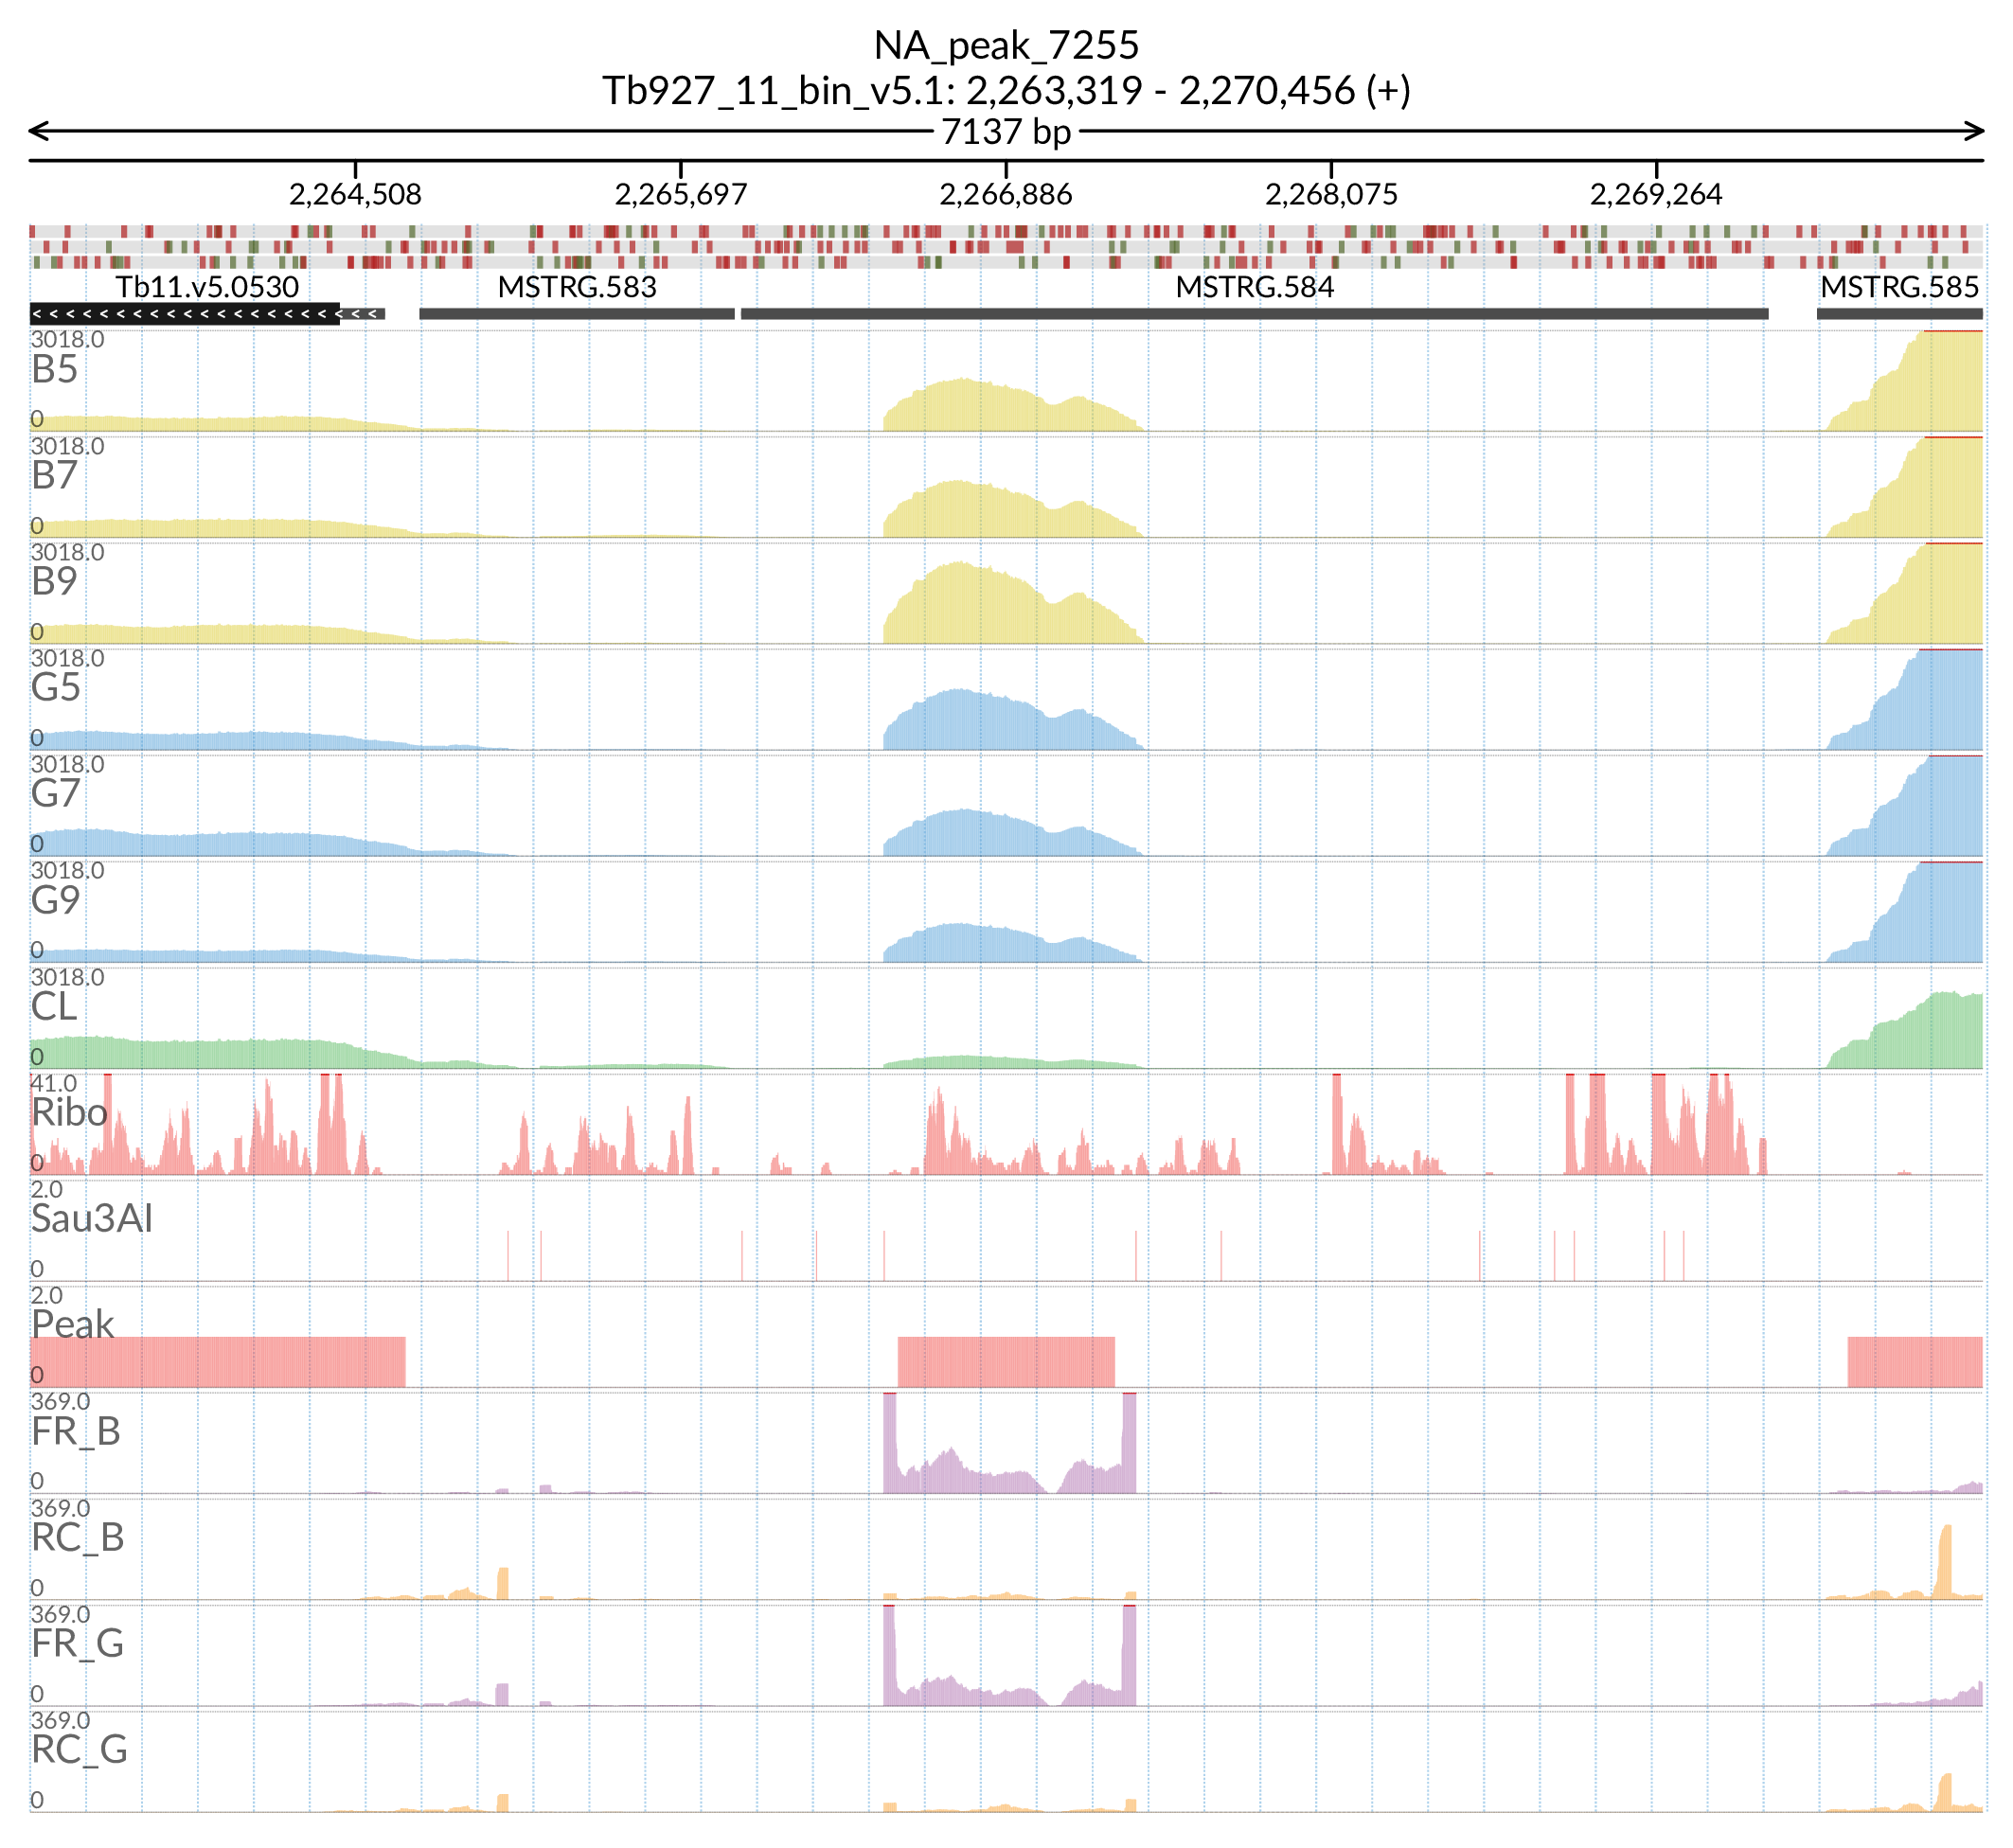 NA_peak_7255
Tb927_11_bin_v5.1: 2,263,319 - 2,270,456 (+)
7137 bp
2,264,508 2,265,697 2,266,886 2,268,075 2,269,264
Tb11.v5.0530 MSTRG.583 MSTRG.584 MSTRG.585
3018.0
B5
0
3018.0
B7
0
3018.0
B9
0
3018.0
G5
0
3018.0
G7
0
3018.0
G9
0
3018.0
CL
0
41.0
Ribo
0
2.0
Sau3AI
0
2.0
Peak
0
369.0
FR_B
0
369.0
RC_B
0
369.0
FR_G
0
369.0
RC_G
0